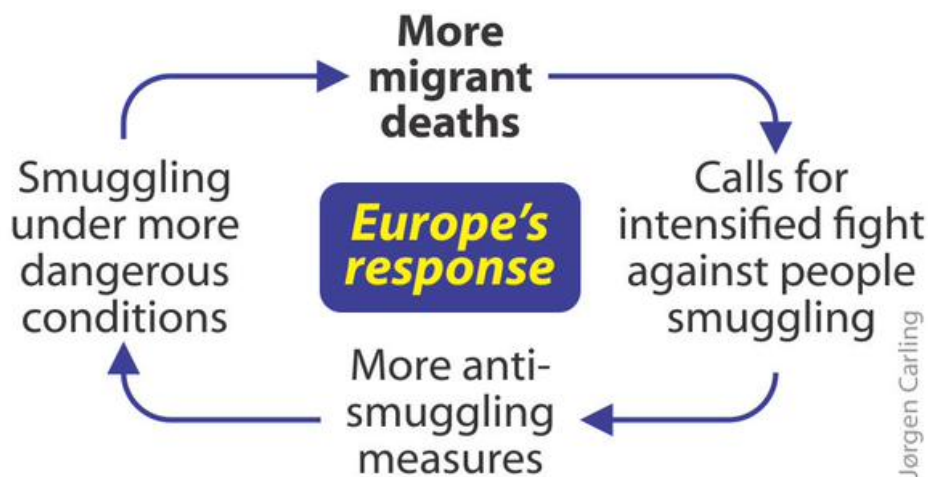 More
migrant
deaths
Calls for
intensified fight
against people
smuggling
More anti-
smuggling
measures
Smuggling
under more
dangerous
conditions
Europe's
response
Jørgen Carling